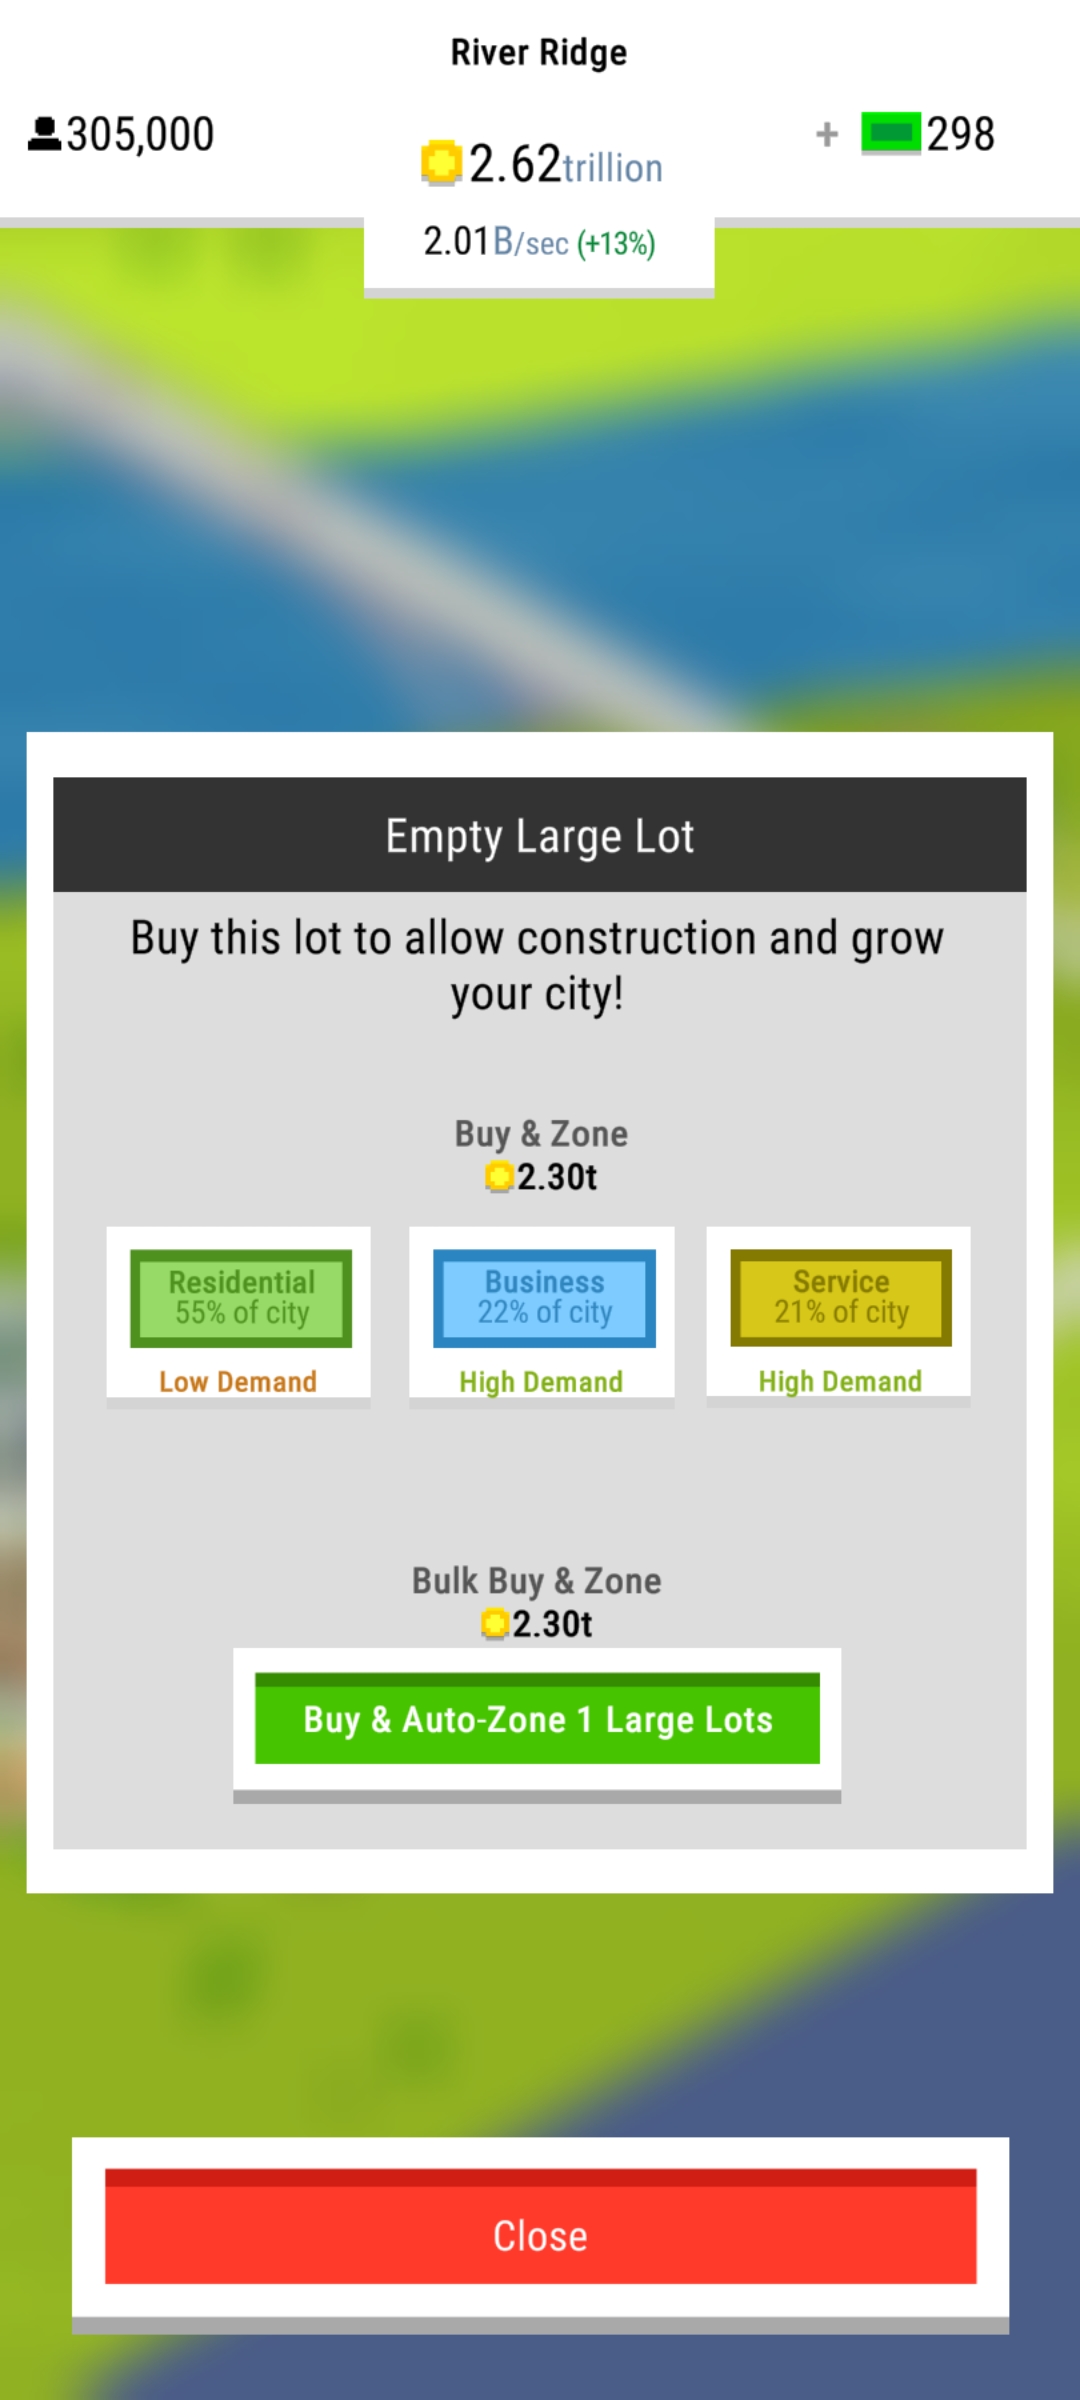 River Ridge
305,000
+ 298
2.62trillion
2.01B/sec (+13%)
Empty Large Lot
Buy this lot to allow construction and grow
your city!
Buy & Zone
2.30t
Residential
55% of city
Low Demand
Business
22% of city
High Demand
Service
21% of city
High Demand
Bulk Buy & Zone
2.30t
Buy & Auto-Zone 1 Large Lots
Close